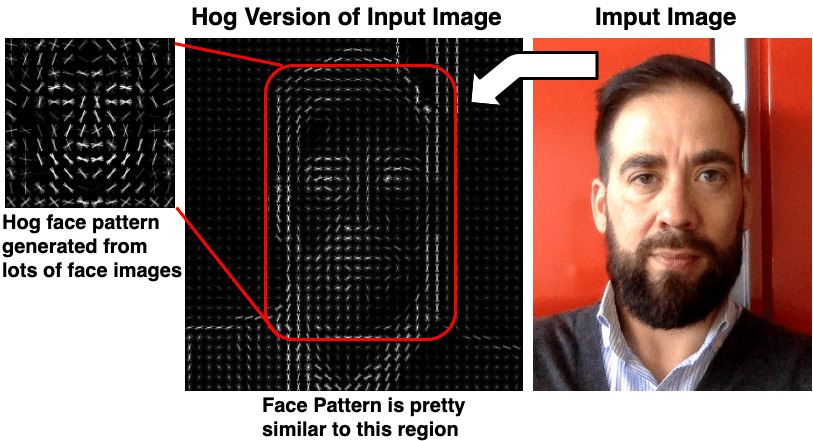 Hog Version of Input Image
Imput Image
Hog face pattern
generated from
lots of face images
Face Pattern is pretty
similar to this region